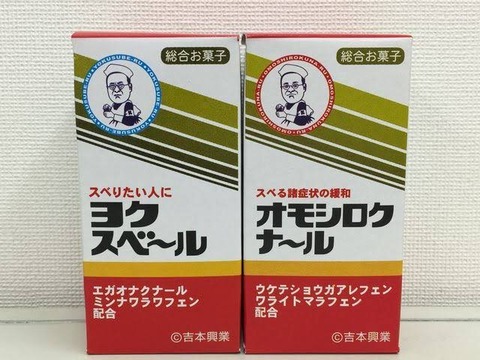 総合お菓子
YOKUSUBE-RU
スベりたい人に
ヨク
スベ〜ル
エガオナクナール
ミンナワラワフェン
配合
©吉本興業
総合お菓子
OMOSHIROKUNA-RU
スベる諸症状の緩和
オモシロク
ナ〜ル
ウケテショウガアレフェン
ワライトマラフェン
配合
©吉本興業